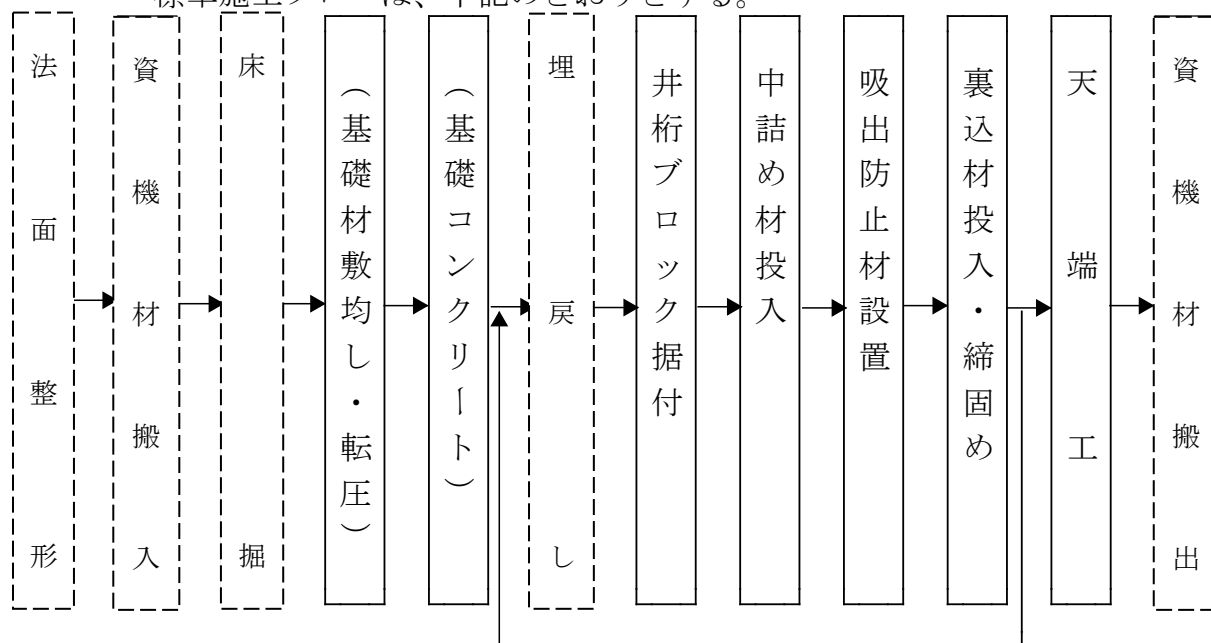 標準施工フローは、下記のとおりとする。
法面整形
資機材搬入
床掘
(基礎材敷均し・転圧)
(基礎コンクリート)
埋戻し
井桁ブロック据付
中詰め材投入
吸出防止材設置
裏込材投入・締固め
天端工
資機材搬出